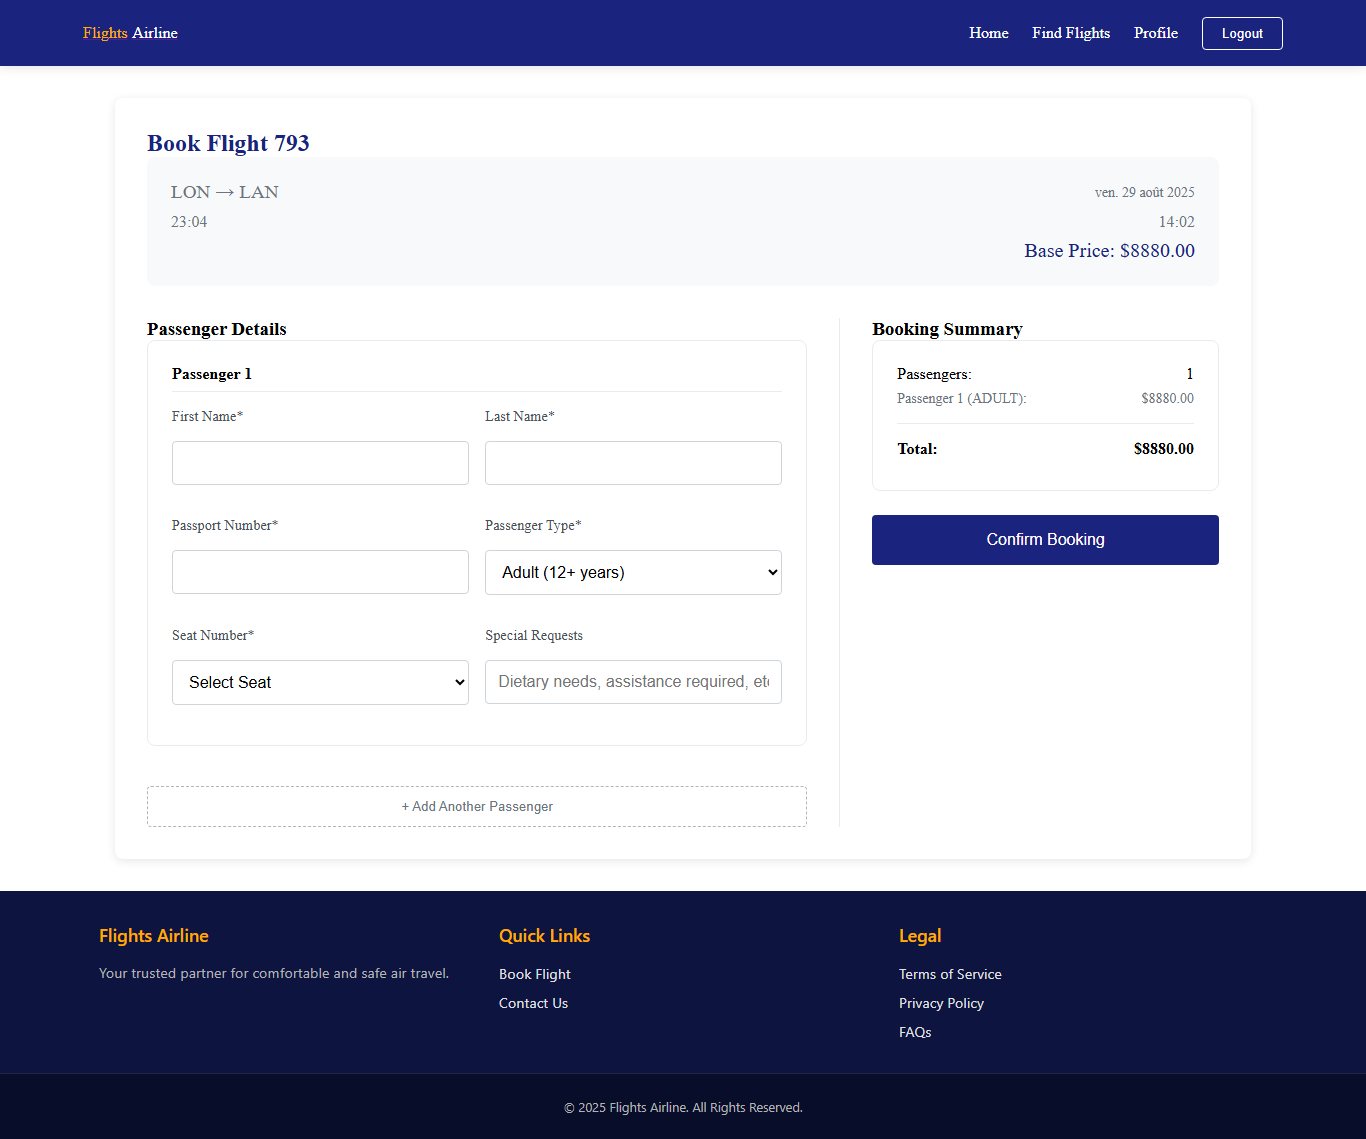 Flights Airline
Home Find Flights Profile Logout
Book Flight 793
LON → LAN ven. 29 août 2025
23:04 14:02
Base Price: $8880.00
Passenger Details
Passenger 1
First Name* Last Name*
Passport Number* Passenger Type*
Adult (12+ years)
Seat Number* Special Requests
Select Seat Dietary needs, assistance required, etc
+ Add Another Passenger
Booking Summary
Passengers: 1
Passenger 1 (ADULT): $8880.00
Total: $8880.00
Confirm Booking
Flights Airline
Your trusted partner for comfortable and safe air travel.
Quick Links
Book Flight
Contact Us
Legal
Terms of Service
Privacy Policy
FAQs
© 2025 Flights Airline. All Rights Reserved.